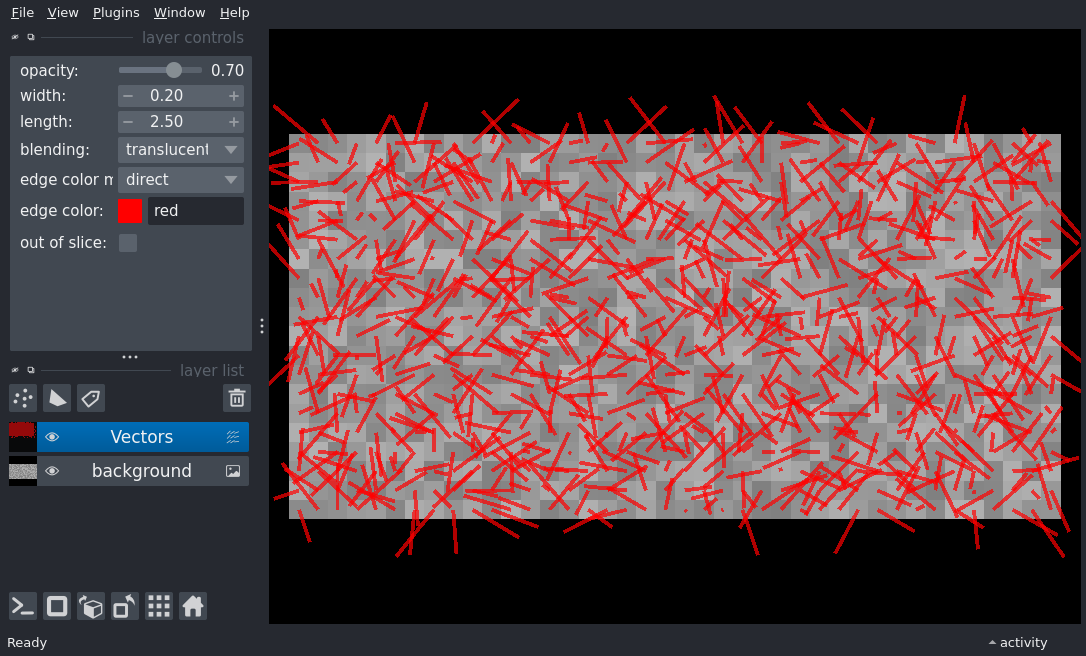 File View Plugins Window Help
layer controls
opacity: 0.70
width: − 0.20 +
length: − 2.50 +
blending: translucent
edge color m direct
edge color: red
out of slice:
layer list
Vectors
background
Ready activity